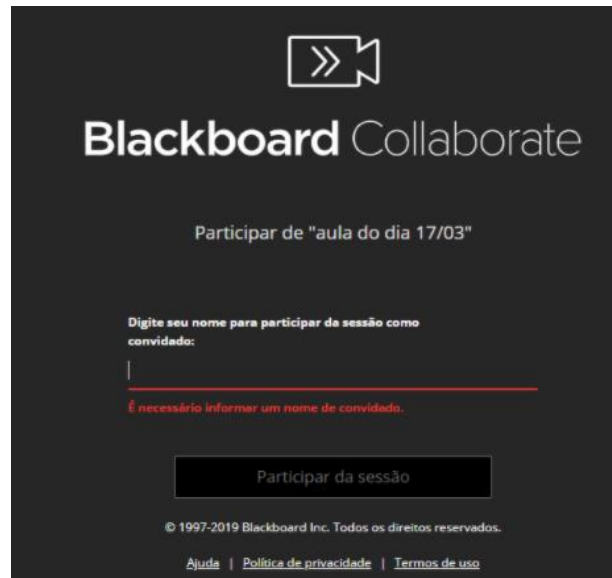 Blackboard Collaborate
Participar de "aula do dia 17/03"
Digite seu nome para participar da sessão como
convidado:
É necessário informar um nome de convidado.
Participar da sessão
© 1997-2019 Blackboard Inc. Todos os direitos reservados.
Ajuda | Política de privacidade | Termos de uso